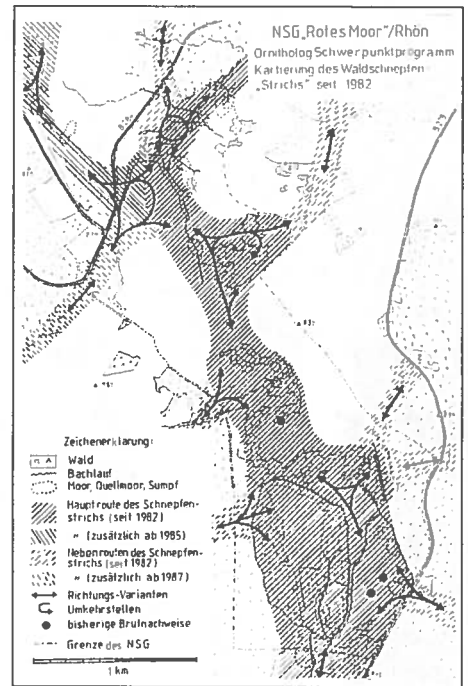 NSG „Rotes Moor"/Rhön
Ornitholog. Schwerpunktprogramm
Kartierung des Waldschnepfen-
„Strichs" seit 1982
Zeichenerklärung:
Wald
Bachlauf
Moor, Quellmoor, Sumpf
Hauptroute des Schnepfen-
strichs (seit 1982)
" (zusätzlich ab 1985)
Nebenrouten des Schnepfen-
strichs (seit 1982)
" (zusätzlich ab 1987)
Richtungs-Varianten
Umkehrstellen
bisherige Brutnachweise
Grenze des NSG
1 km